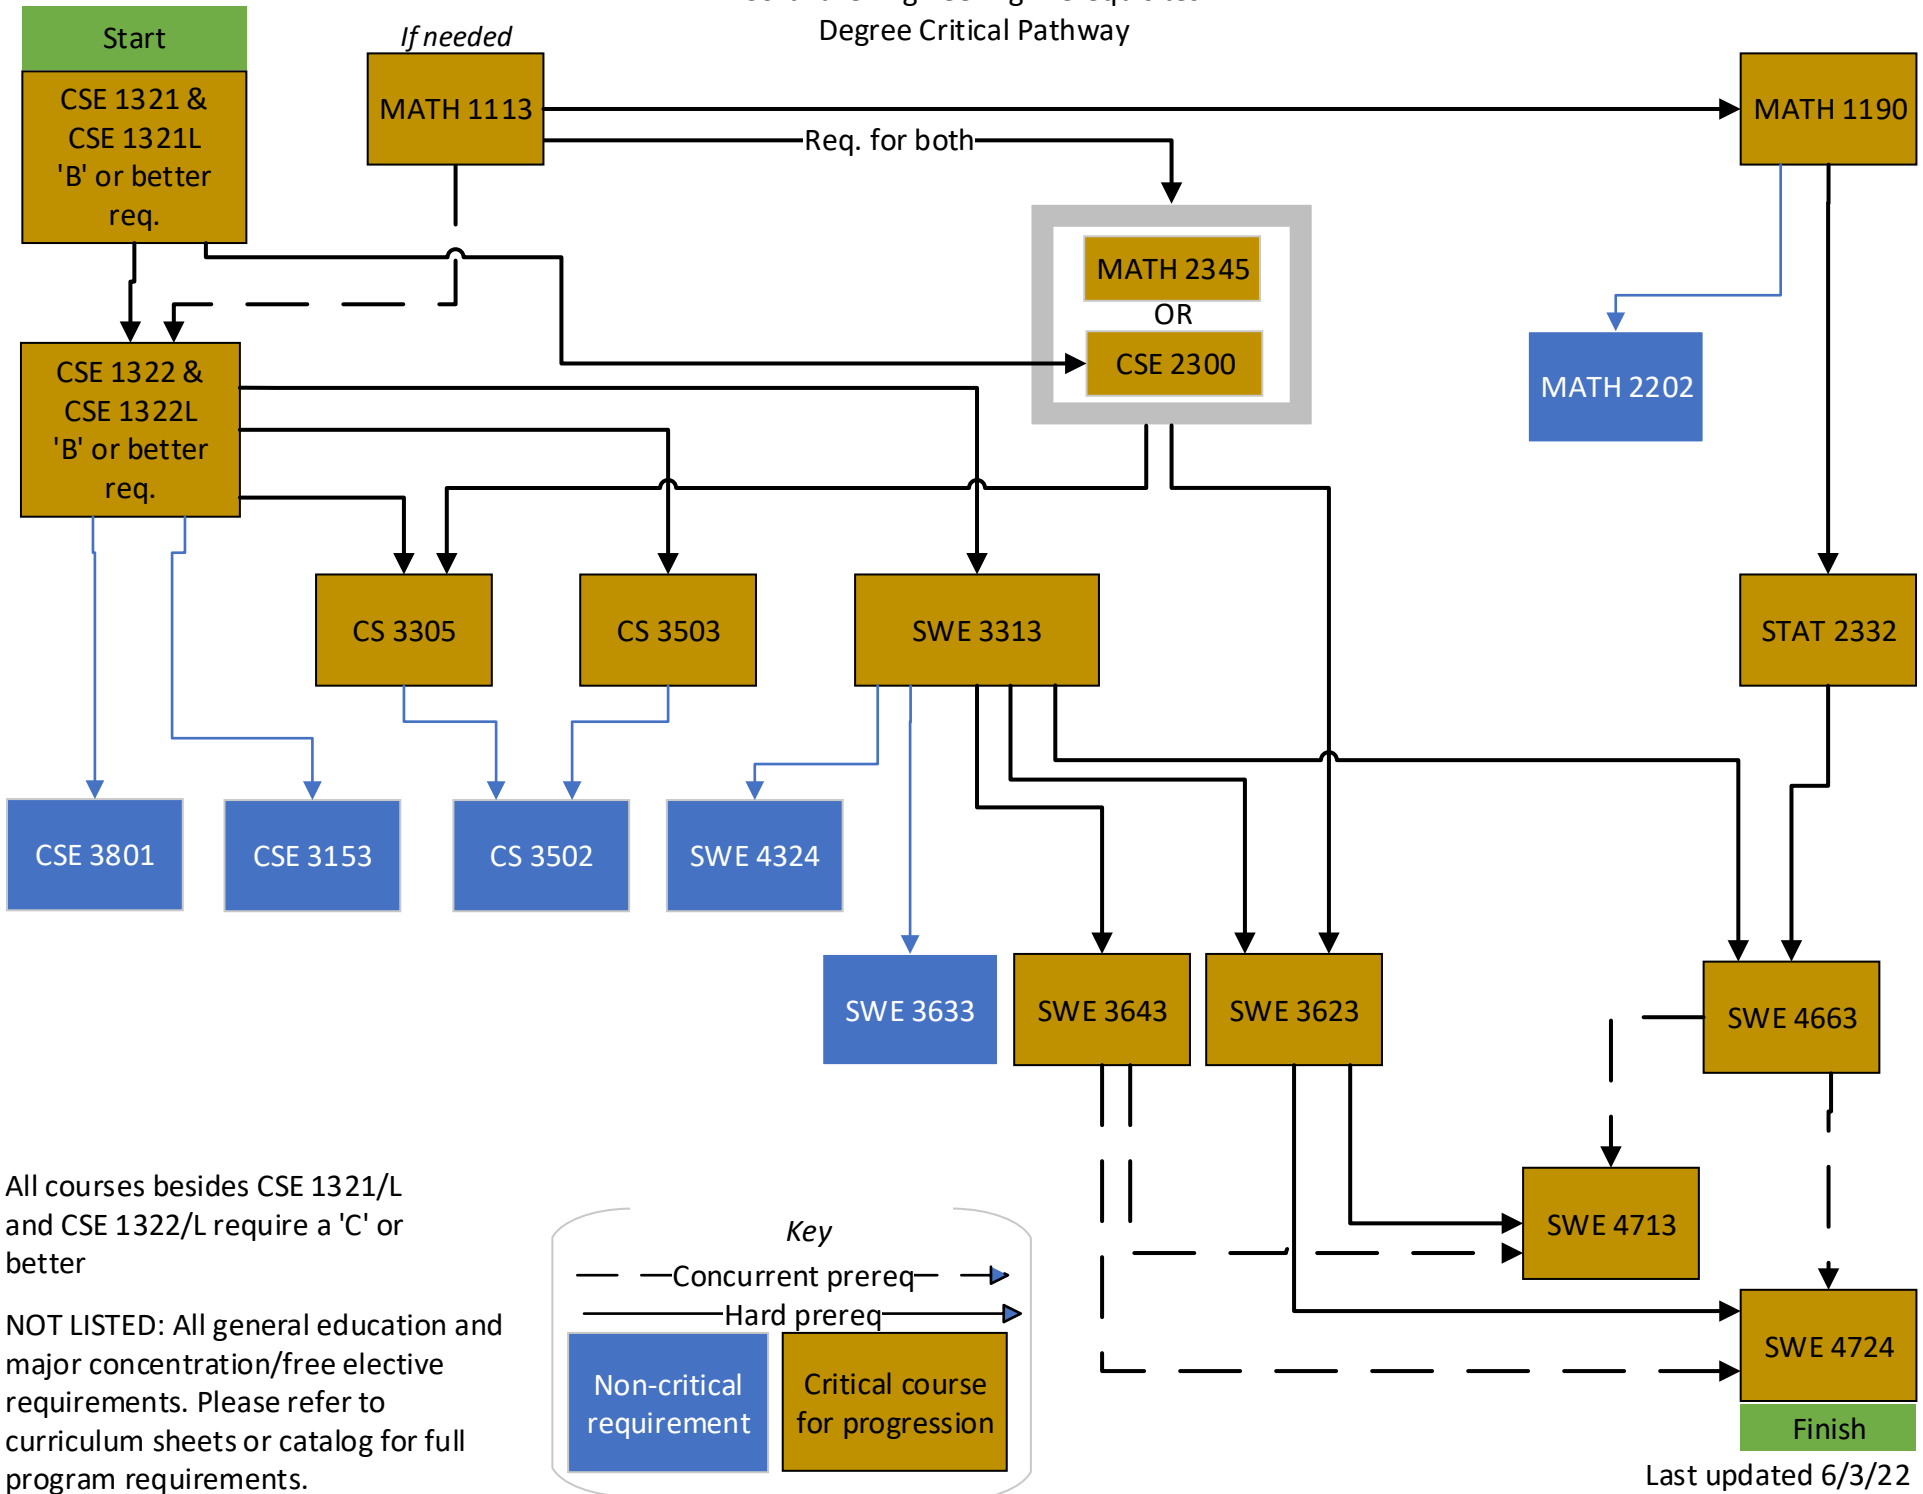 Degree Critical Pathway
Start
If needed
CSE 1321 &
CSE 1321L
'B' or better
req.
MATH 1113
MATH 1190
Req. for both
MATH 2345
OR
CSE 2300
CSE 1322 &
CSE 1322L
'B' or better
req.
MATH 2202
CS 3305
CS 3503
SWE 3313
STAT 2332
CSE 3801
CSE 3153
CS 3502
SWE 4324
SWE 3633
SWE 3643
SWE 3623
SWE 4663
SWE 4713
SWE 4724
Finish
Last updated 6/3/22
All courses besides CSE 1321/L
and CSE 1322/L require a 'C' or
better
NOT LISTED: All general education and
major concentration/free elective
requirements. Please refer to
curriculum sheets or catalog for full
program requirements.
Key
Concurrent prereq
Hard prereq
Non-critical
requirement
Critical course
for progression